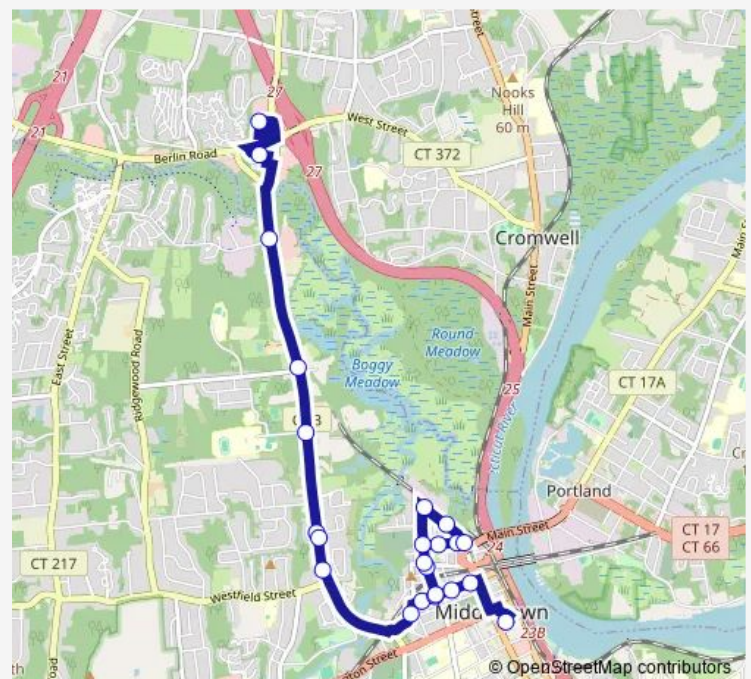 21
21
27
27
Street
Nooks
Hill
60 m
West Street
CT 372
Berlin Road
Cromwell
Main Street
East Street
Ridgewood Road
Round
Meadow
Boggy
Meadow
25
CT 17A
Portland
Main Street
CT 17
CT 66
CT 217
Westfield Street
23B
© OpenStreetMap contributors